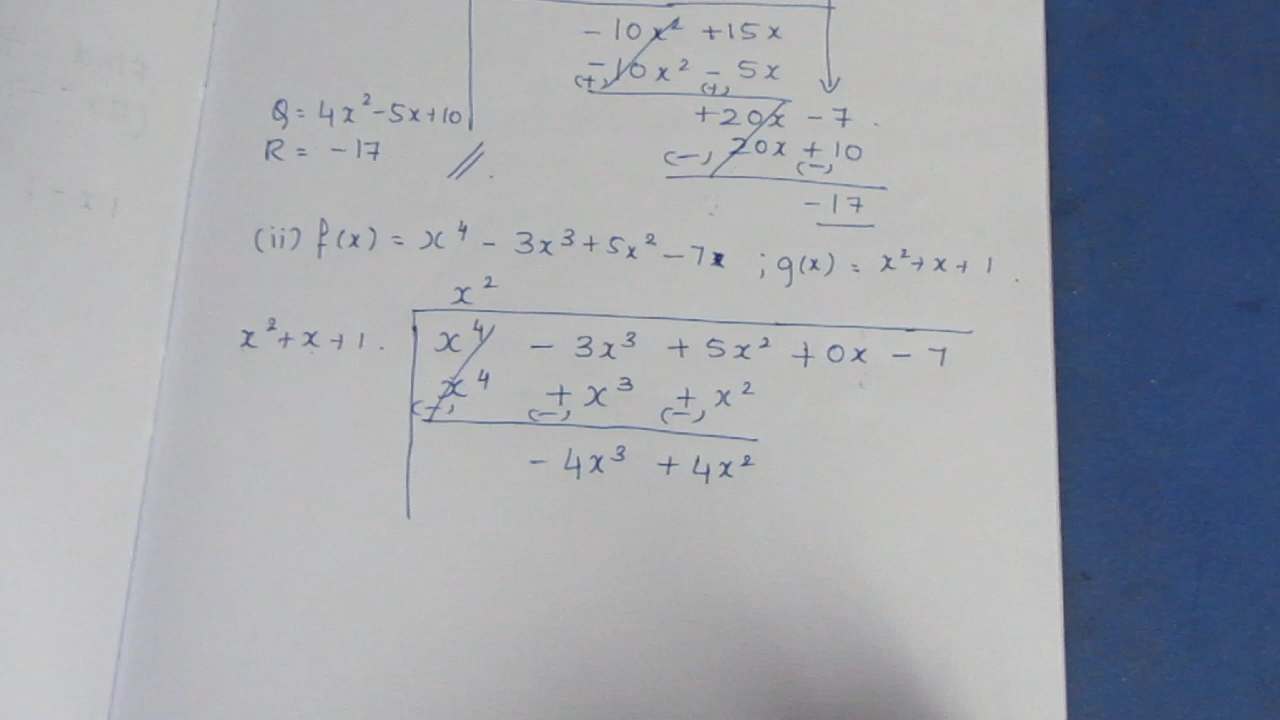 - 10x² + 15x
- 10x² - 5x
(+) (+)
Q = 4x² - 5x + 10
+ 20x - 7
R = - 17
20x + 10
(-) (-)
- 17
(ii) f(x) = x⁴ - 3x³ + 5x² - 7 ; g(x) = x² + x + 1
x²
x² + x + 1. x⁴ - 3x³ + 5x² + 0x - 7
x⁴ + x³ + x²
(-) (-) (-)
- 4x³ + 4x²